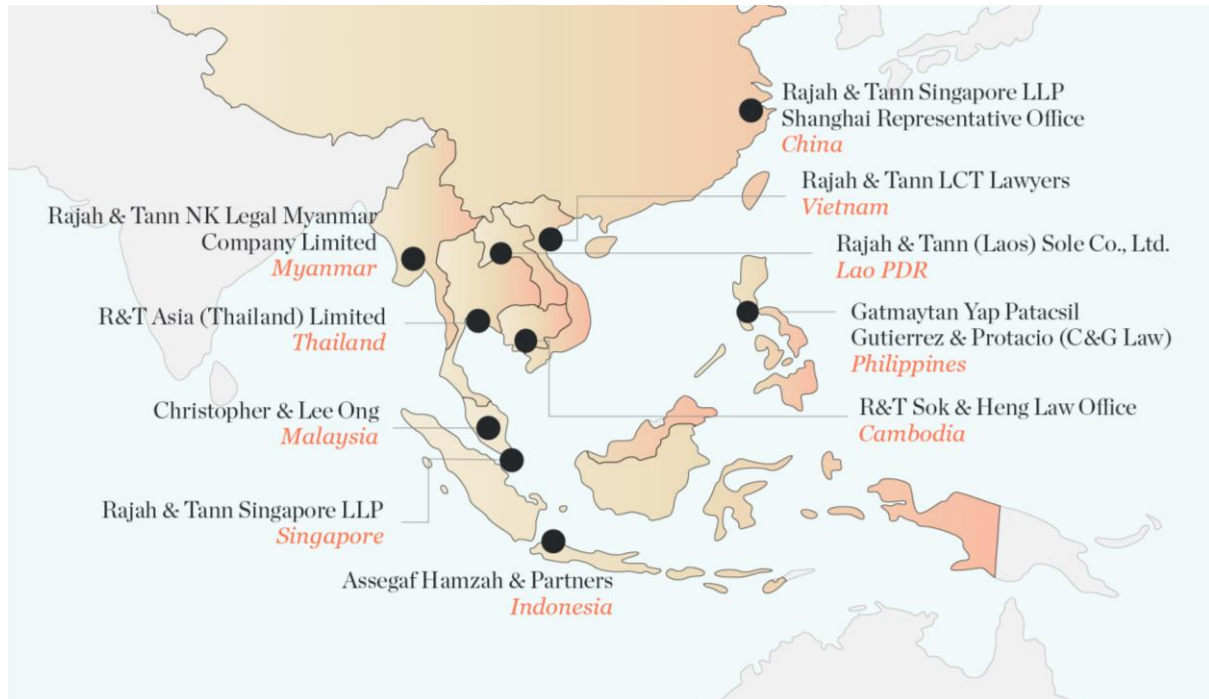 Rajah & Tann Singapore LLP
Shanghai Representative Office
China
Rajah & Tann LCT Lawyers
Vietnam
Rajah & Tann NK Legal Myanmar
Company Limited
Myanmar
Rajah & Tann (Laos) Sole Co., Ltd.
Lao PDR
R&T Asia (Thailand) Limited
Thailand
Gatmaytan Yap Patacsil
Gutierrez & Protacio (C&G Law)
Philippines
Christopher & Lee Ong
Malaysia
R&T Sok & Heng Law Office
Cambodia
Rajah & Tann Singapore LLP
Singapore
Assegaf Hamzah & Partners
Indonesia